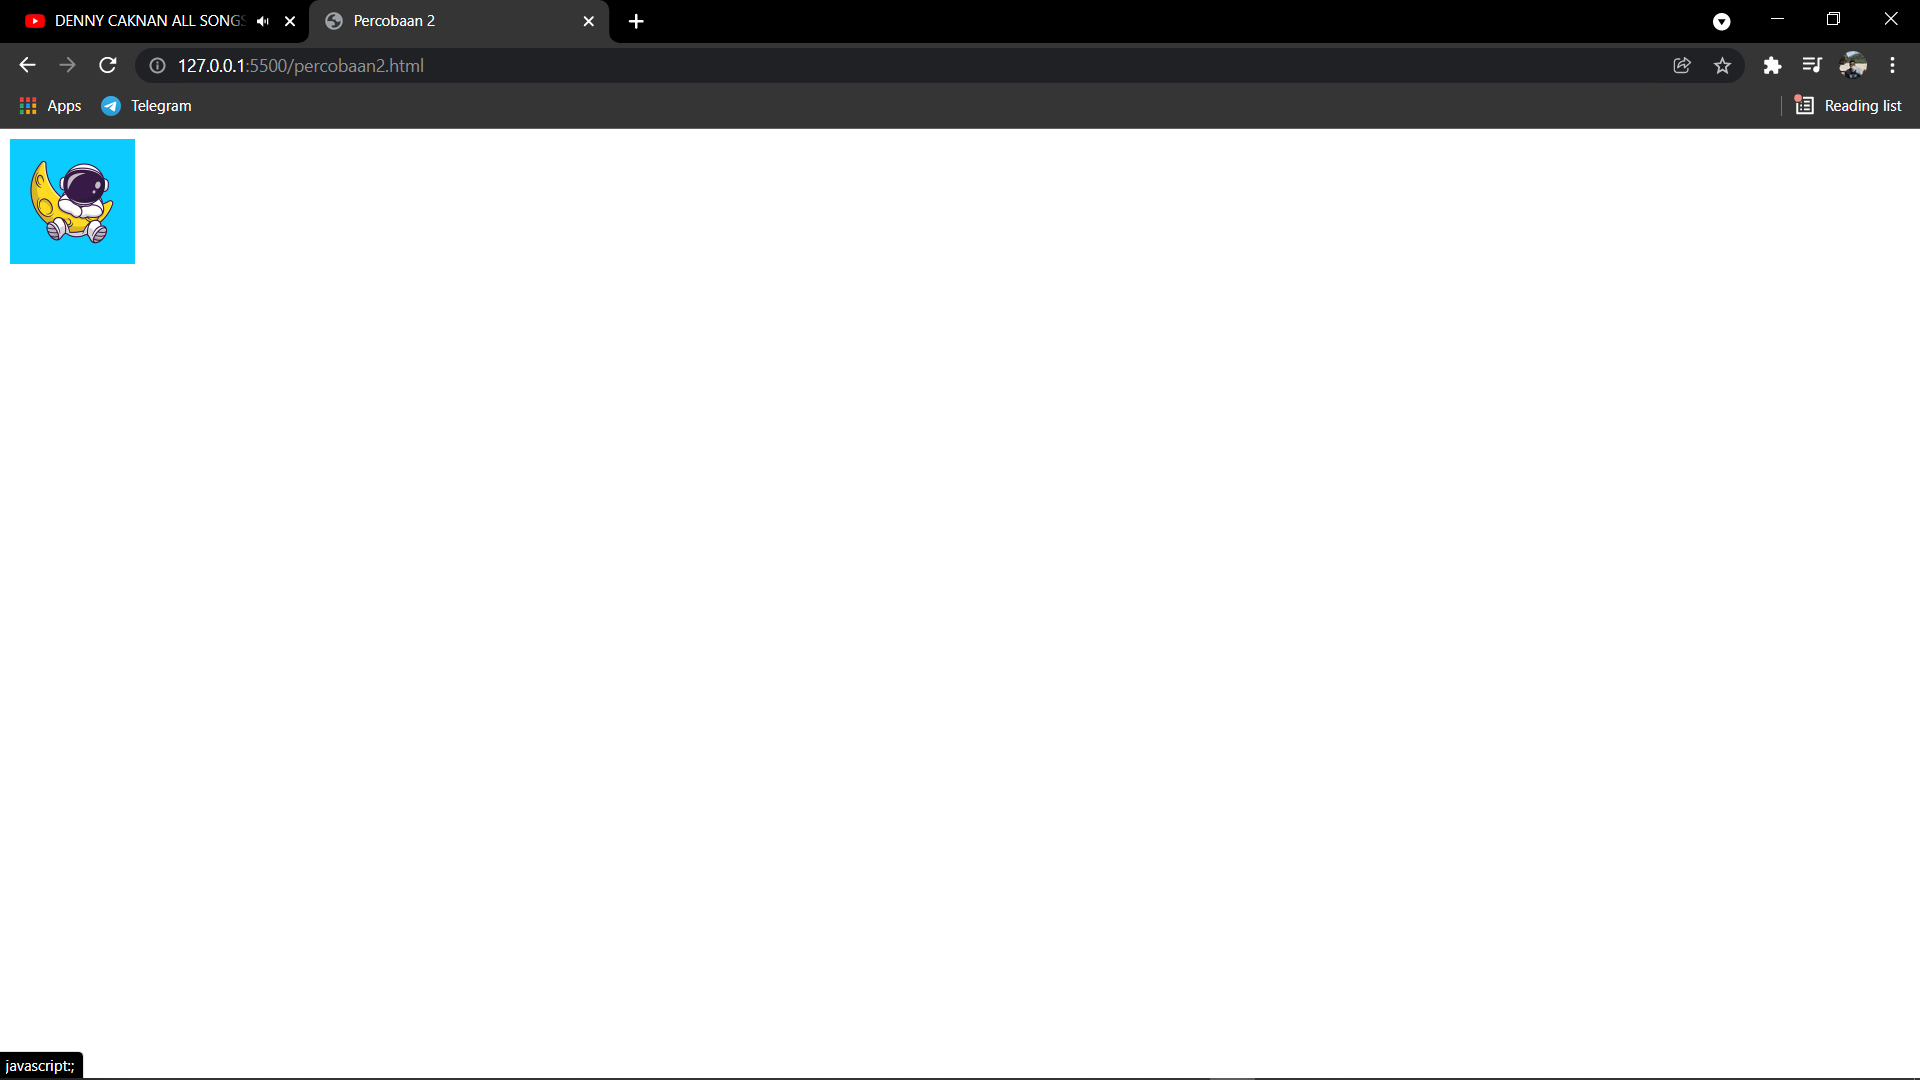 DENNY CAKNAN ALL SONGS
Percobaan 2
127.0.0.1:5500/percobaan2.html
Apps
Telegram
Reading list
javascript:;